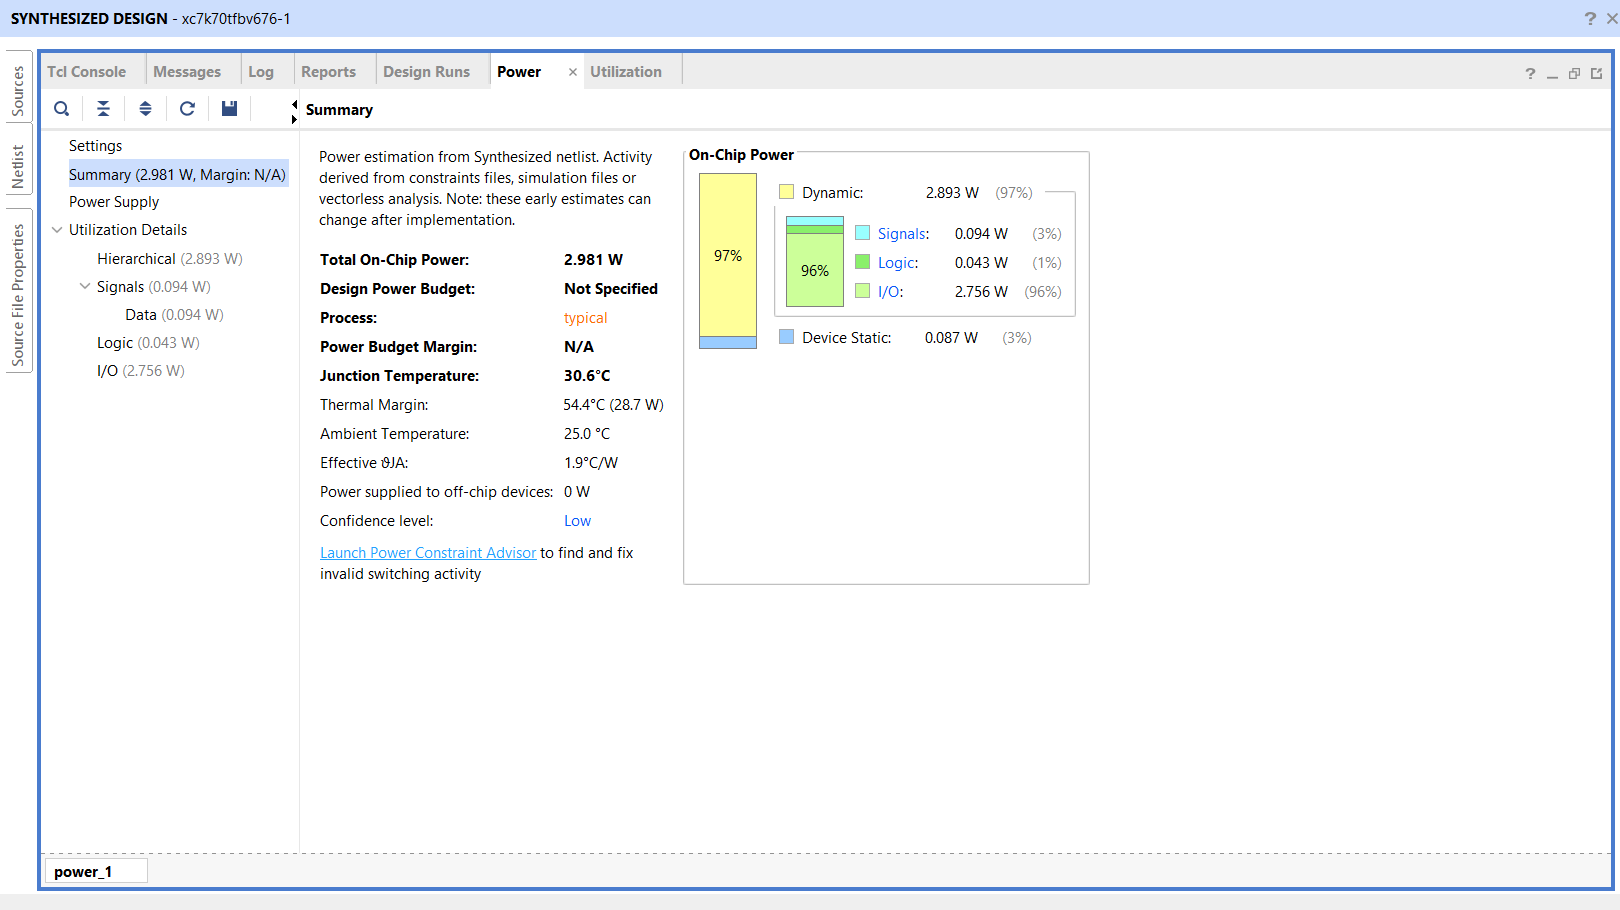 SYNTHESIZED DESIGN - xc7k70tfbv676-1
? ×
Sources
Netlist
Source File Properties
Tcl Console Messages Log Reports Design Runs Power × Utilization
?
Summary
Settings
Summary (2.981 W, Margin: N/A)
Power Supply
Utilization Details
Hierarchical (2.893 W)
Signals (0.094 W)
Data (0.094 W)
Logic (0.043 W)
I/O (2.756 W)
Power estimation from Synthesized netlist. Activity
derived from constraints files, simulation files or
vectorless analysis. Note: these early estimates can
change after implementation.
Total On-Chip Power: 2.981 W
Design Power Budget: Not Specified
Process: typical
Power Budget Margin: N/A
Junction Temperature: 30.6°C
Thermal Margin: 54.4°C (28.7 W)
Ambient Temperature: 25.0 °C
Effective ϑJA: 1.9°C/W
Power supplied to off-chip devices: 0 W
Confidence level: Low
Launch Power Constraint Advisor to find and fix
invalid switching activity
On-Chip Power
97%
Dynamic: 2.893 W (97%)
96%
Signals: 0.094 W (3%)
Logic: 0.043 W (1%)
I/O: 2.756 W (96%)
Device Static: 0.087 W (3%)
power_1